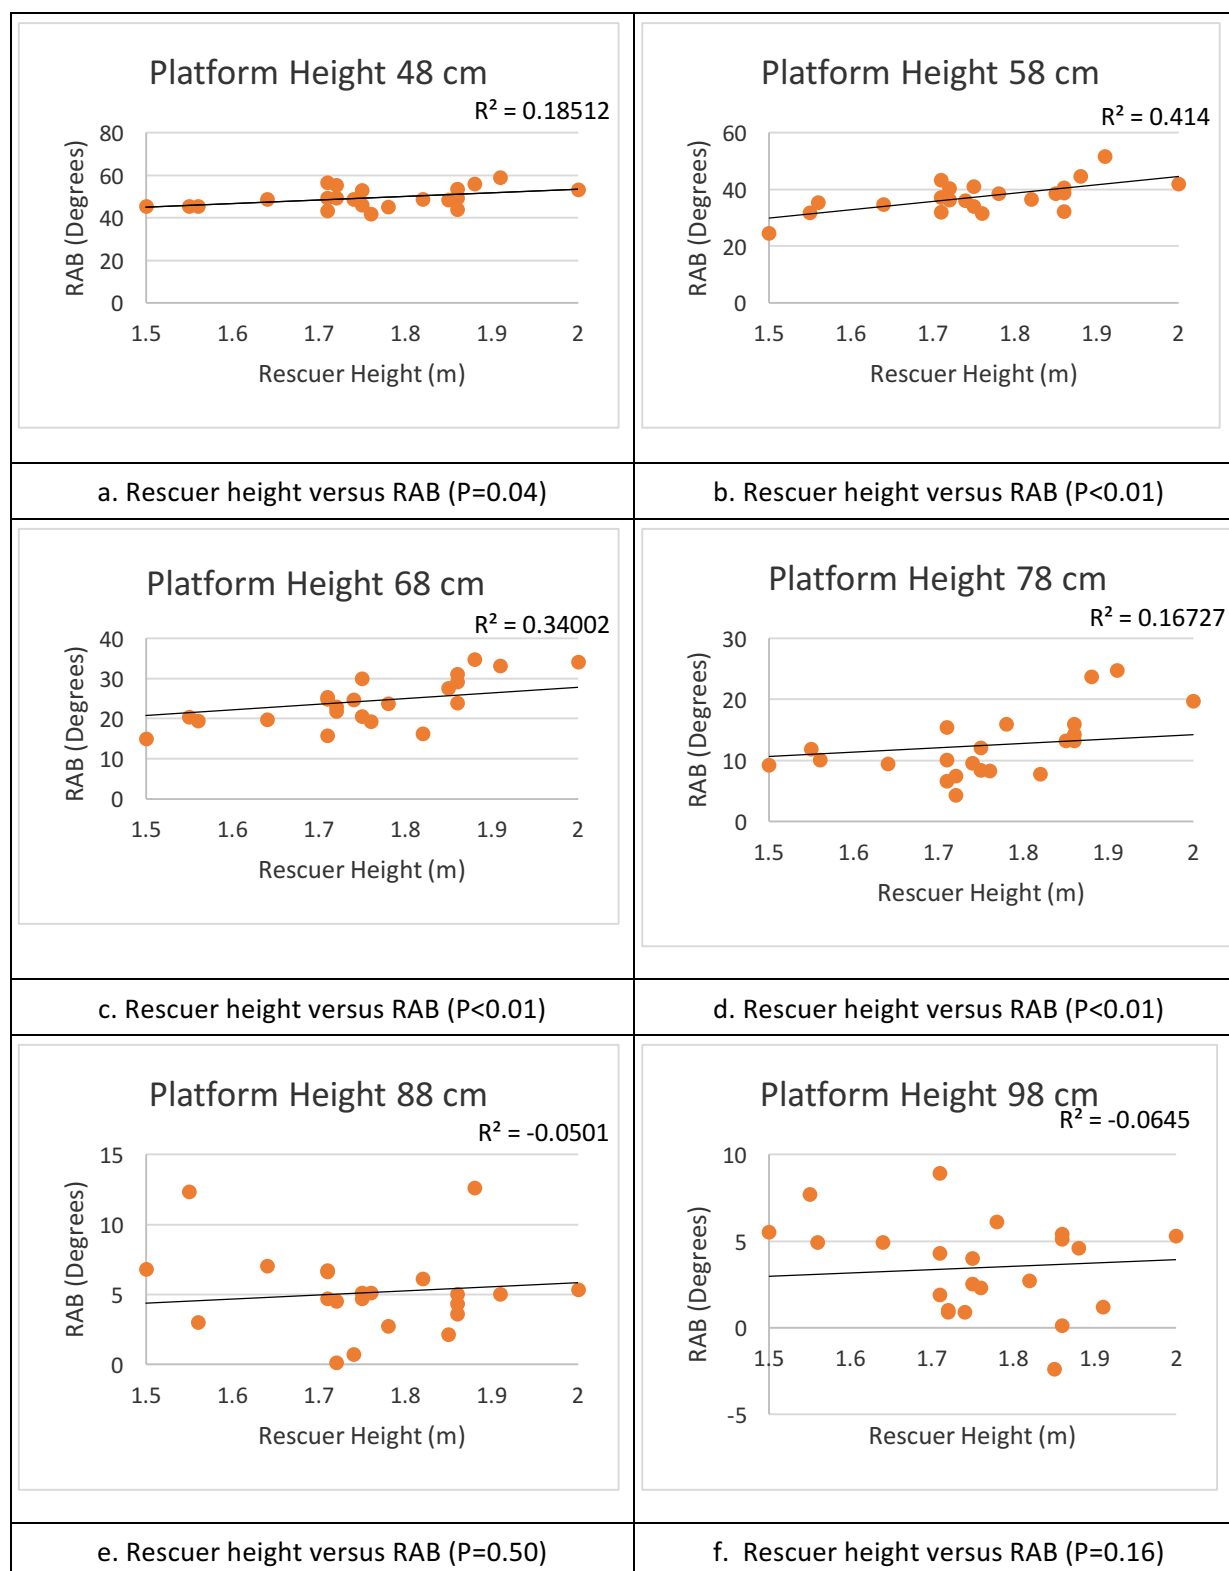 Platform Height 48 cm
R² = 0.18512
RAB (Degrees)
80
60
40
20
0
1.5 1.6 1.7 1.8 1.9 2
Rescuer Height (m)
a. Rescuer height versus RAB (P=0.04)
Platform Height 58 cm
R² = 0.414
RAB (Degrees)
60
40
20
0
1.5 1.6 1.7 1.8 1.9 2
Rescuer Height (m)
b. Rescuer height versus RAB (P<0.01)
Platform Height 68 cm
R² = 0.34002
RAB (Degrees)
40
30
20
10
0
1.5 1.6 1.7 1.8 1.9 2
Rescuer Height (m)
c. Rescuer height versus RAB (P<0.01)
Platform Height 78 cm
R² = 0.16727
RAB (Degrees)
30
20
10
0
1.5 1.6 1.7 1.8 1.9 2
Rescuer Height (m)
d. Rescuer height versus RAB (P<0.01)
Platform Height 88 cm
R² = -0.0501
RAB (Degrees)
15
10
5
0
1.5 1.6 1.7 1.8 1.9 2
Rescuer Height (m)
e. Rescuer height versus RAB (P=0.50)
Platform Height 98 cm
R² = -0.0645
RAB (Degrees)
10
5
0
-5
1.5 1.6 1.7 1.8 1.9 2
Rescuer Height (m)
f. Rescuer height versus RAB (P=0.16)